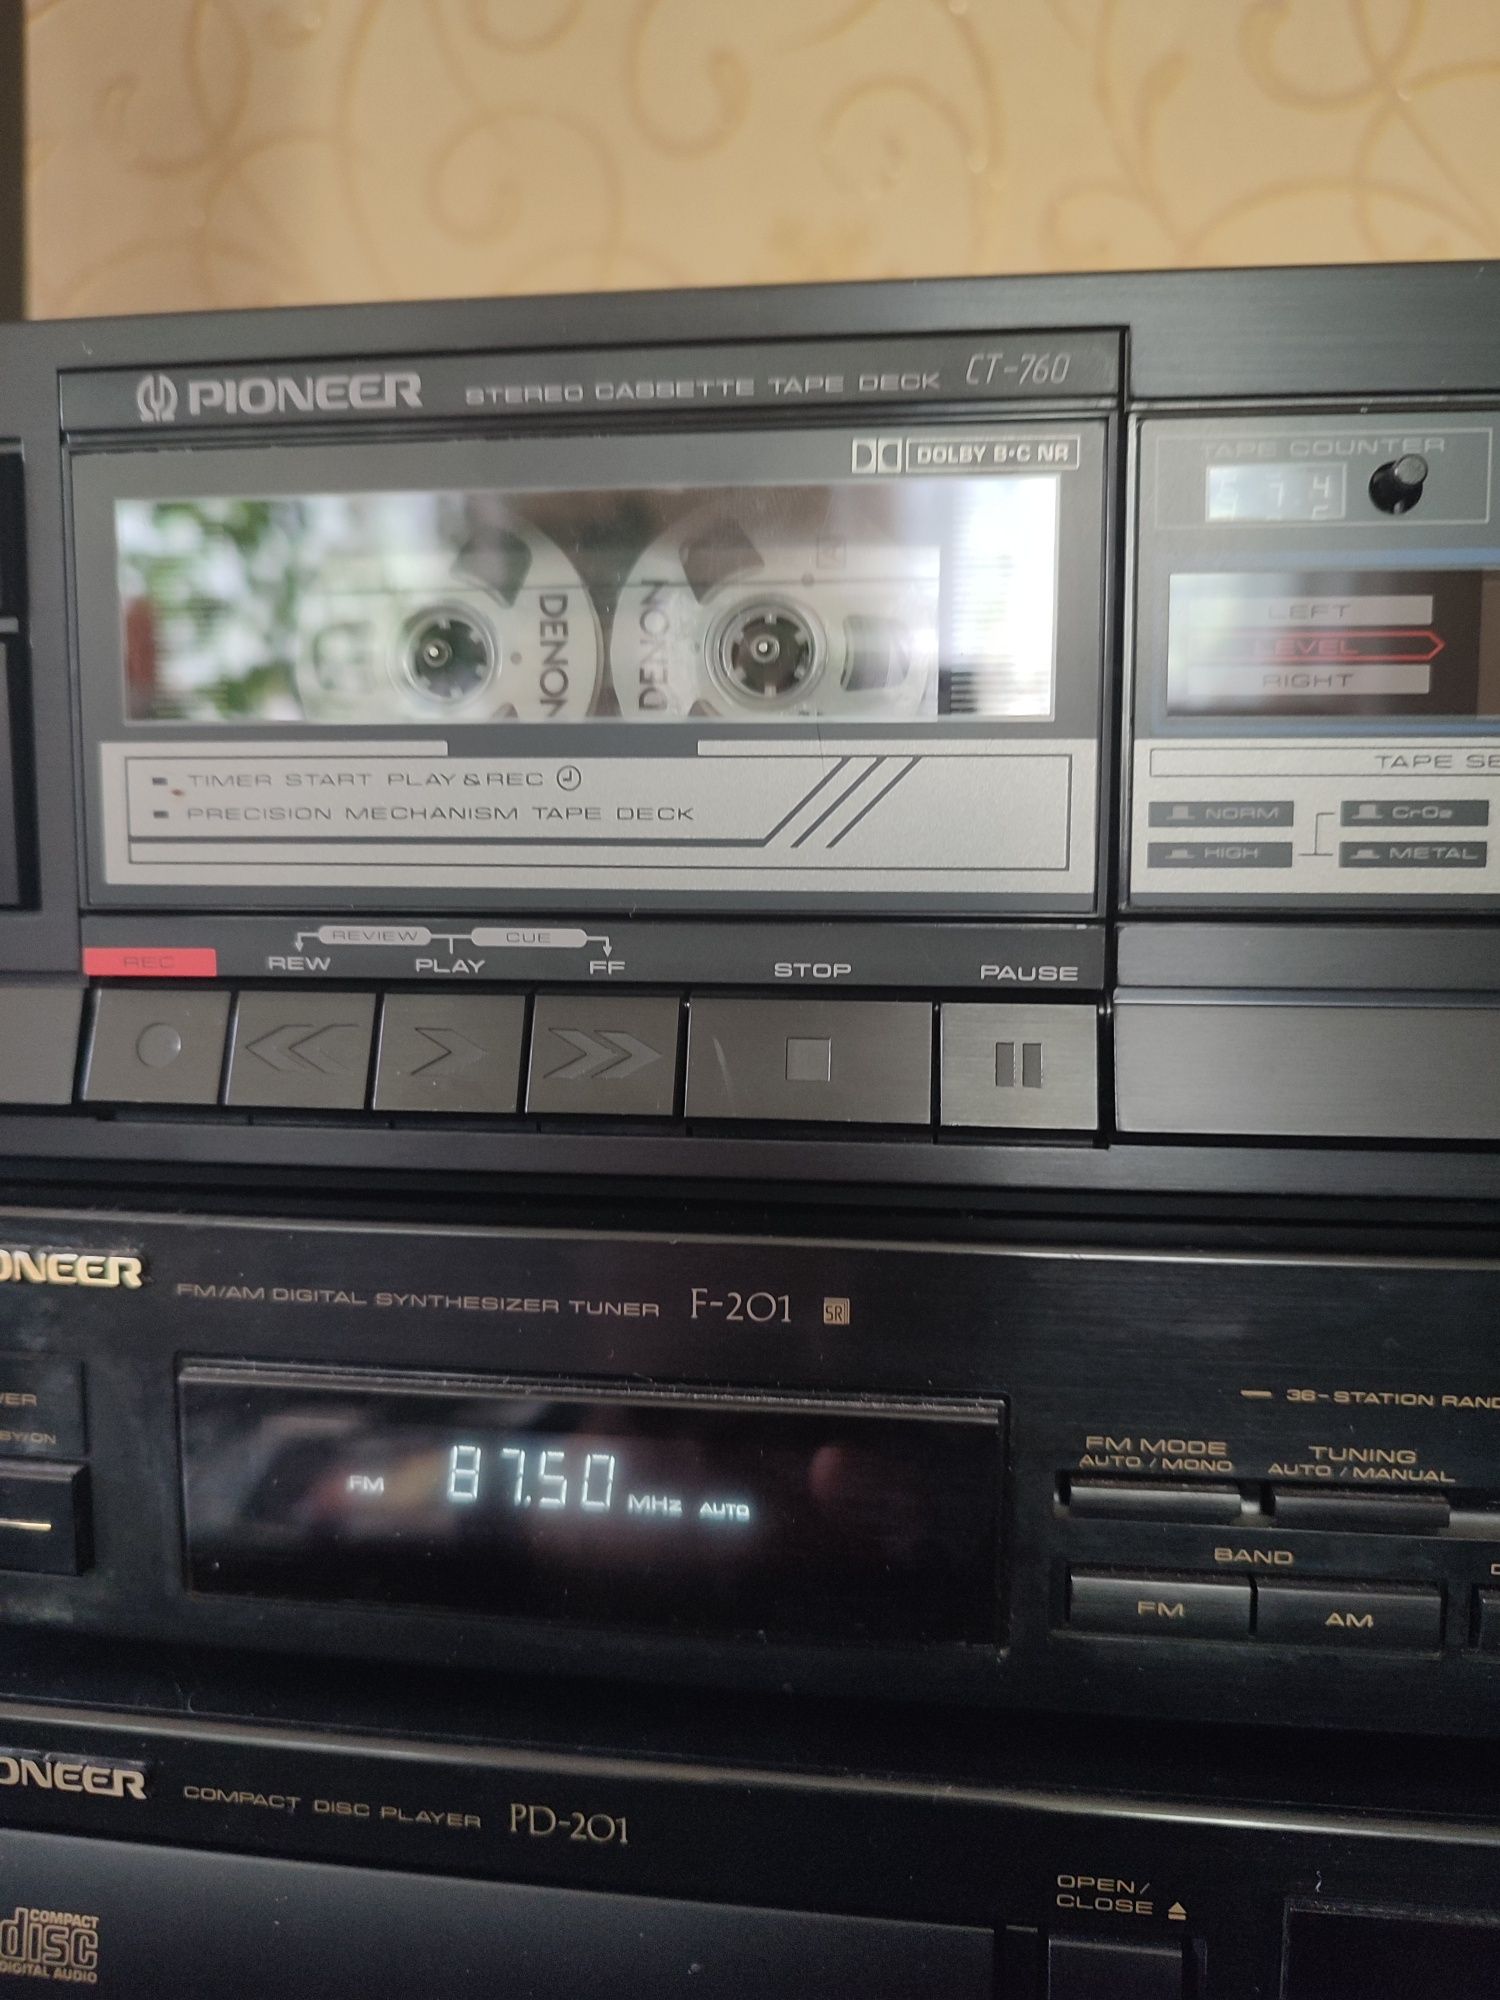 PIONEER STEREO CASSETTE TAPE DECK CT-760
DOLBY B·C NR
TAPE COUNTER
DENON
DENON
A
LEFT
LEVEL
RIGHT
TIMER START PLAY & REC
PRECISION MECHANISM TAPE DECK
TAPE SE
NORM
CrO₂
HIGH
METAL
REVIEW CUE
REC REW PLAY FF STOP PAUSE
ONEER FM/AM DIGITAL SYNTHESIZER TUNER F-201 SR
36-STATION RAND
FM 87.50 MHz AUTO
FM MODE
AUTO / MONO
TUNING
AUTO / MANUAL
BAND
FM AM
ONEER COMPACT DISC PLAYER PD-201
OPEN/
CLOSE
COMPACT
disc
DIGITAL AUDIO